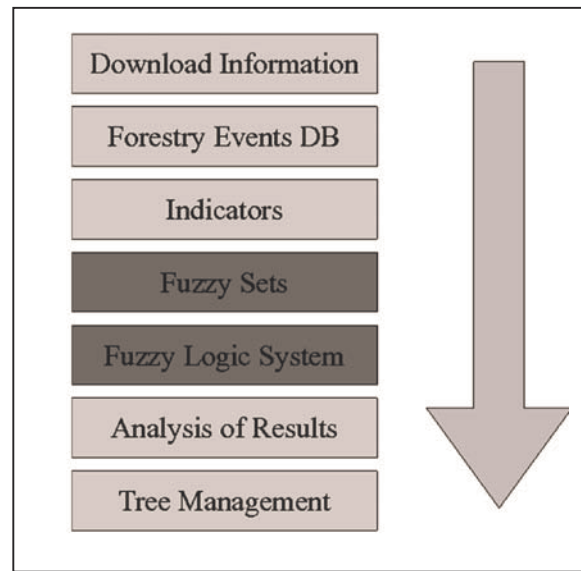 Download Information
Forestry Events DB
Indicators
Fuzzy Sets
Fuzzy Logic System
Analysis of Results
Tree Management